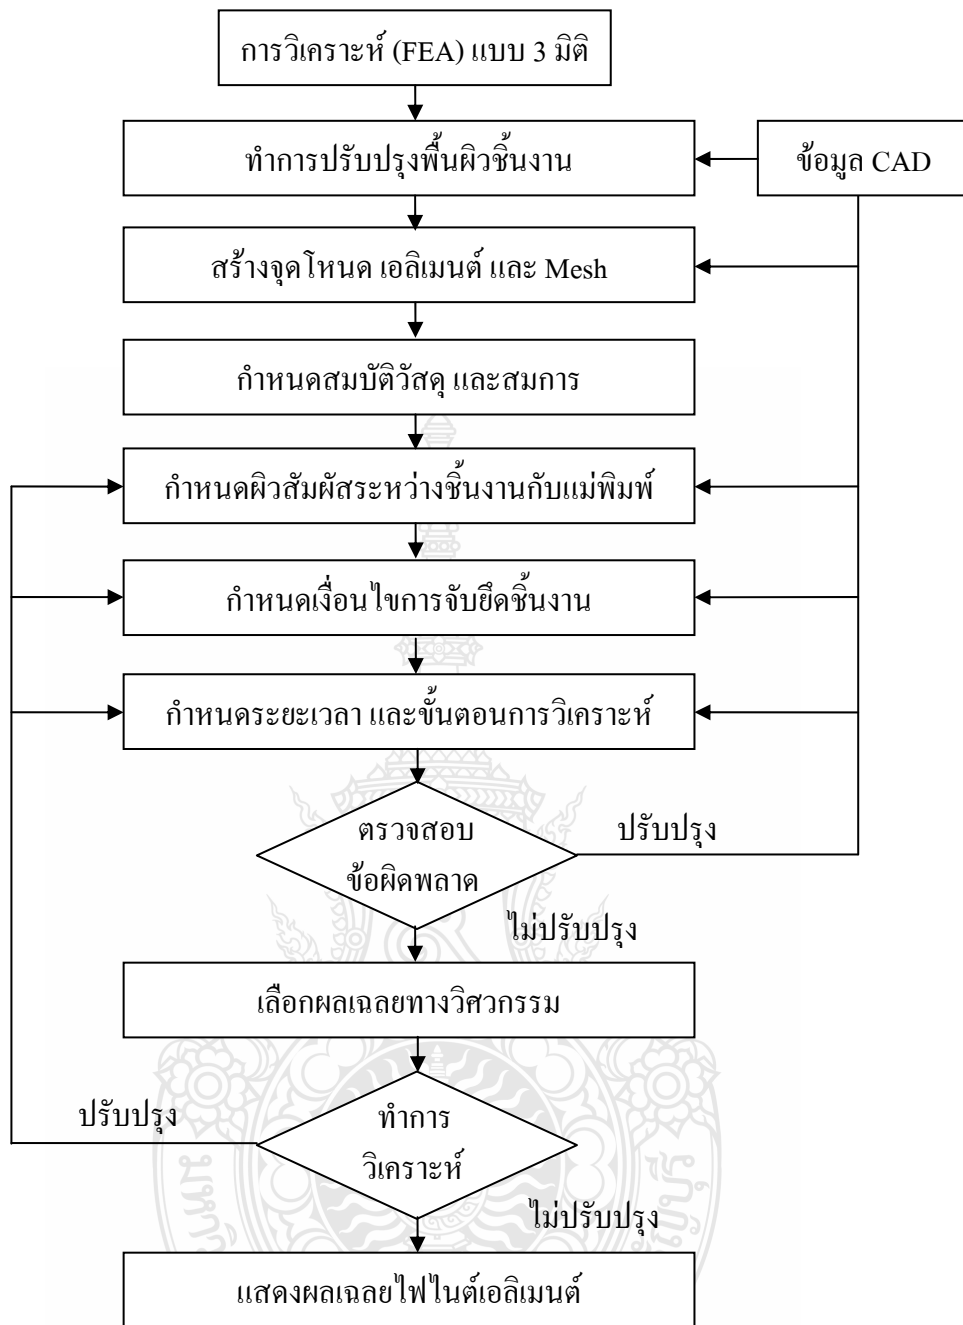 การวิเคราะห์ (FEA) แบบ 3 มิติ
ทำการปรับปรุงพื้นผิวชิ้นงาน
ข้อมูล CAD
สร้างจุดโหนด เอลิเมนต์ และ Mesh
กำหนดสมบัติวัสดุ และสมการ
กำหนดผิวสัมผัสระหว่างชิ้นงานกับแม่พิมพ์
กำหนดเงื่อนไขการจับยึดชิ้นงาน
กำหนดระยะเวลา และขั้นตอนการวิเคราะห์
ตรวจสอบ
ข้อผิดพลาด
ปรับปรุง
ไม่ปรับปรุง
เลือกผลเฉลยทางวิศวกรรม
ทำการ
วิเคราะห์
ปรับปรุง
ไม่ปรับปรุง
แสดงผลเฉลยไฟไนต์เอลิเมนต์